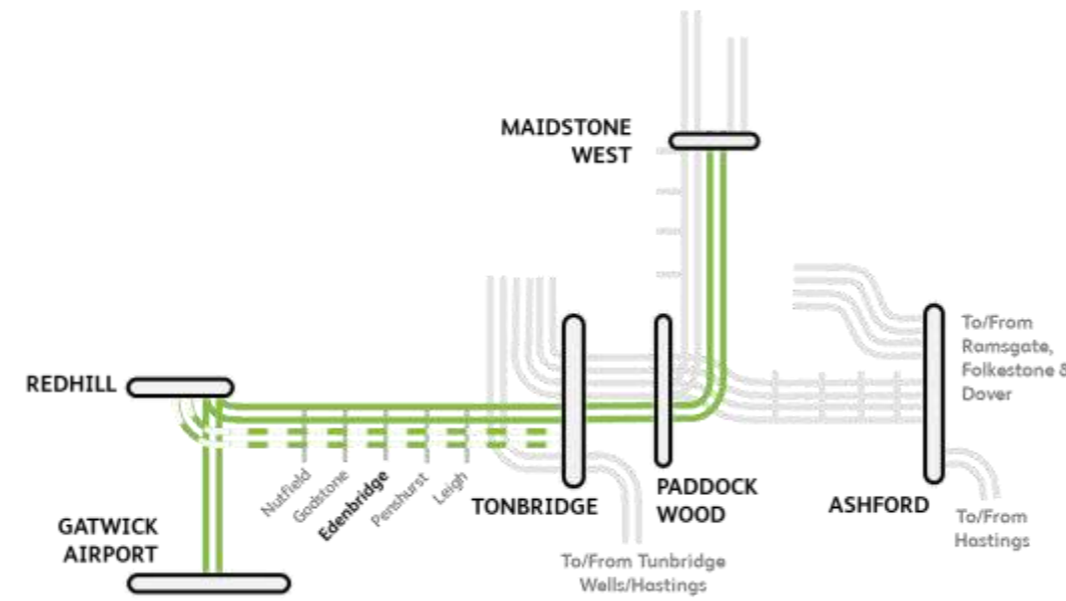 MAIDSTONE
WEST
To/From
Ramsgate,
Folkestone &
Dover
REDHILL
Nutfield
Godstone
Edenbridge
Penshurst
Leigh
TONBRIDGE
PADDOCK
WOOD
ASHFORD
To/From
Hastings
GATWICK
AIRPORT
To/From Tunbridge
Wells/Hastings